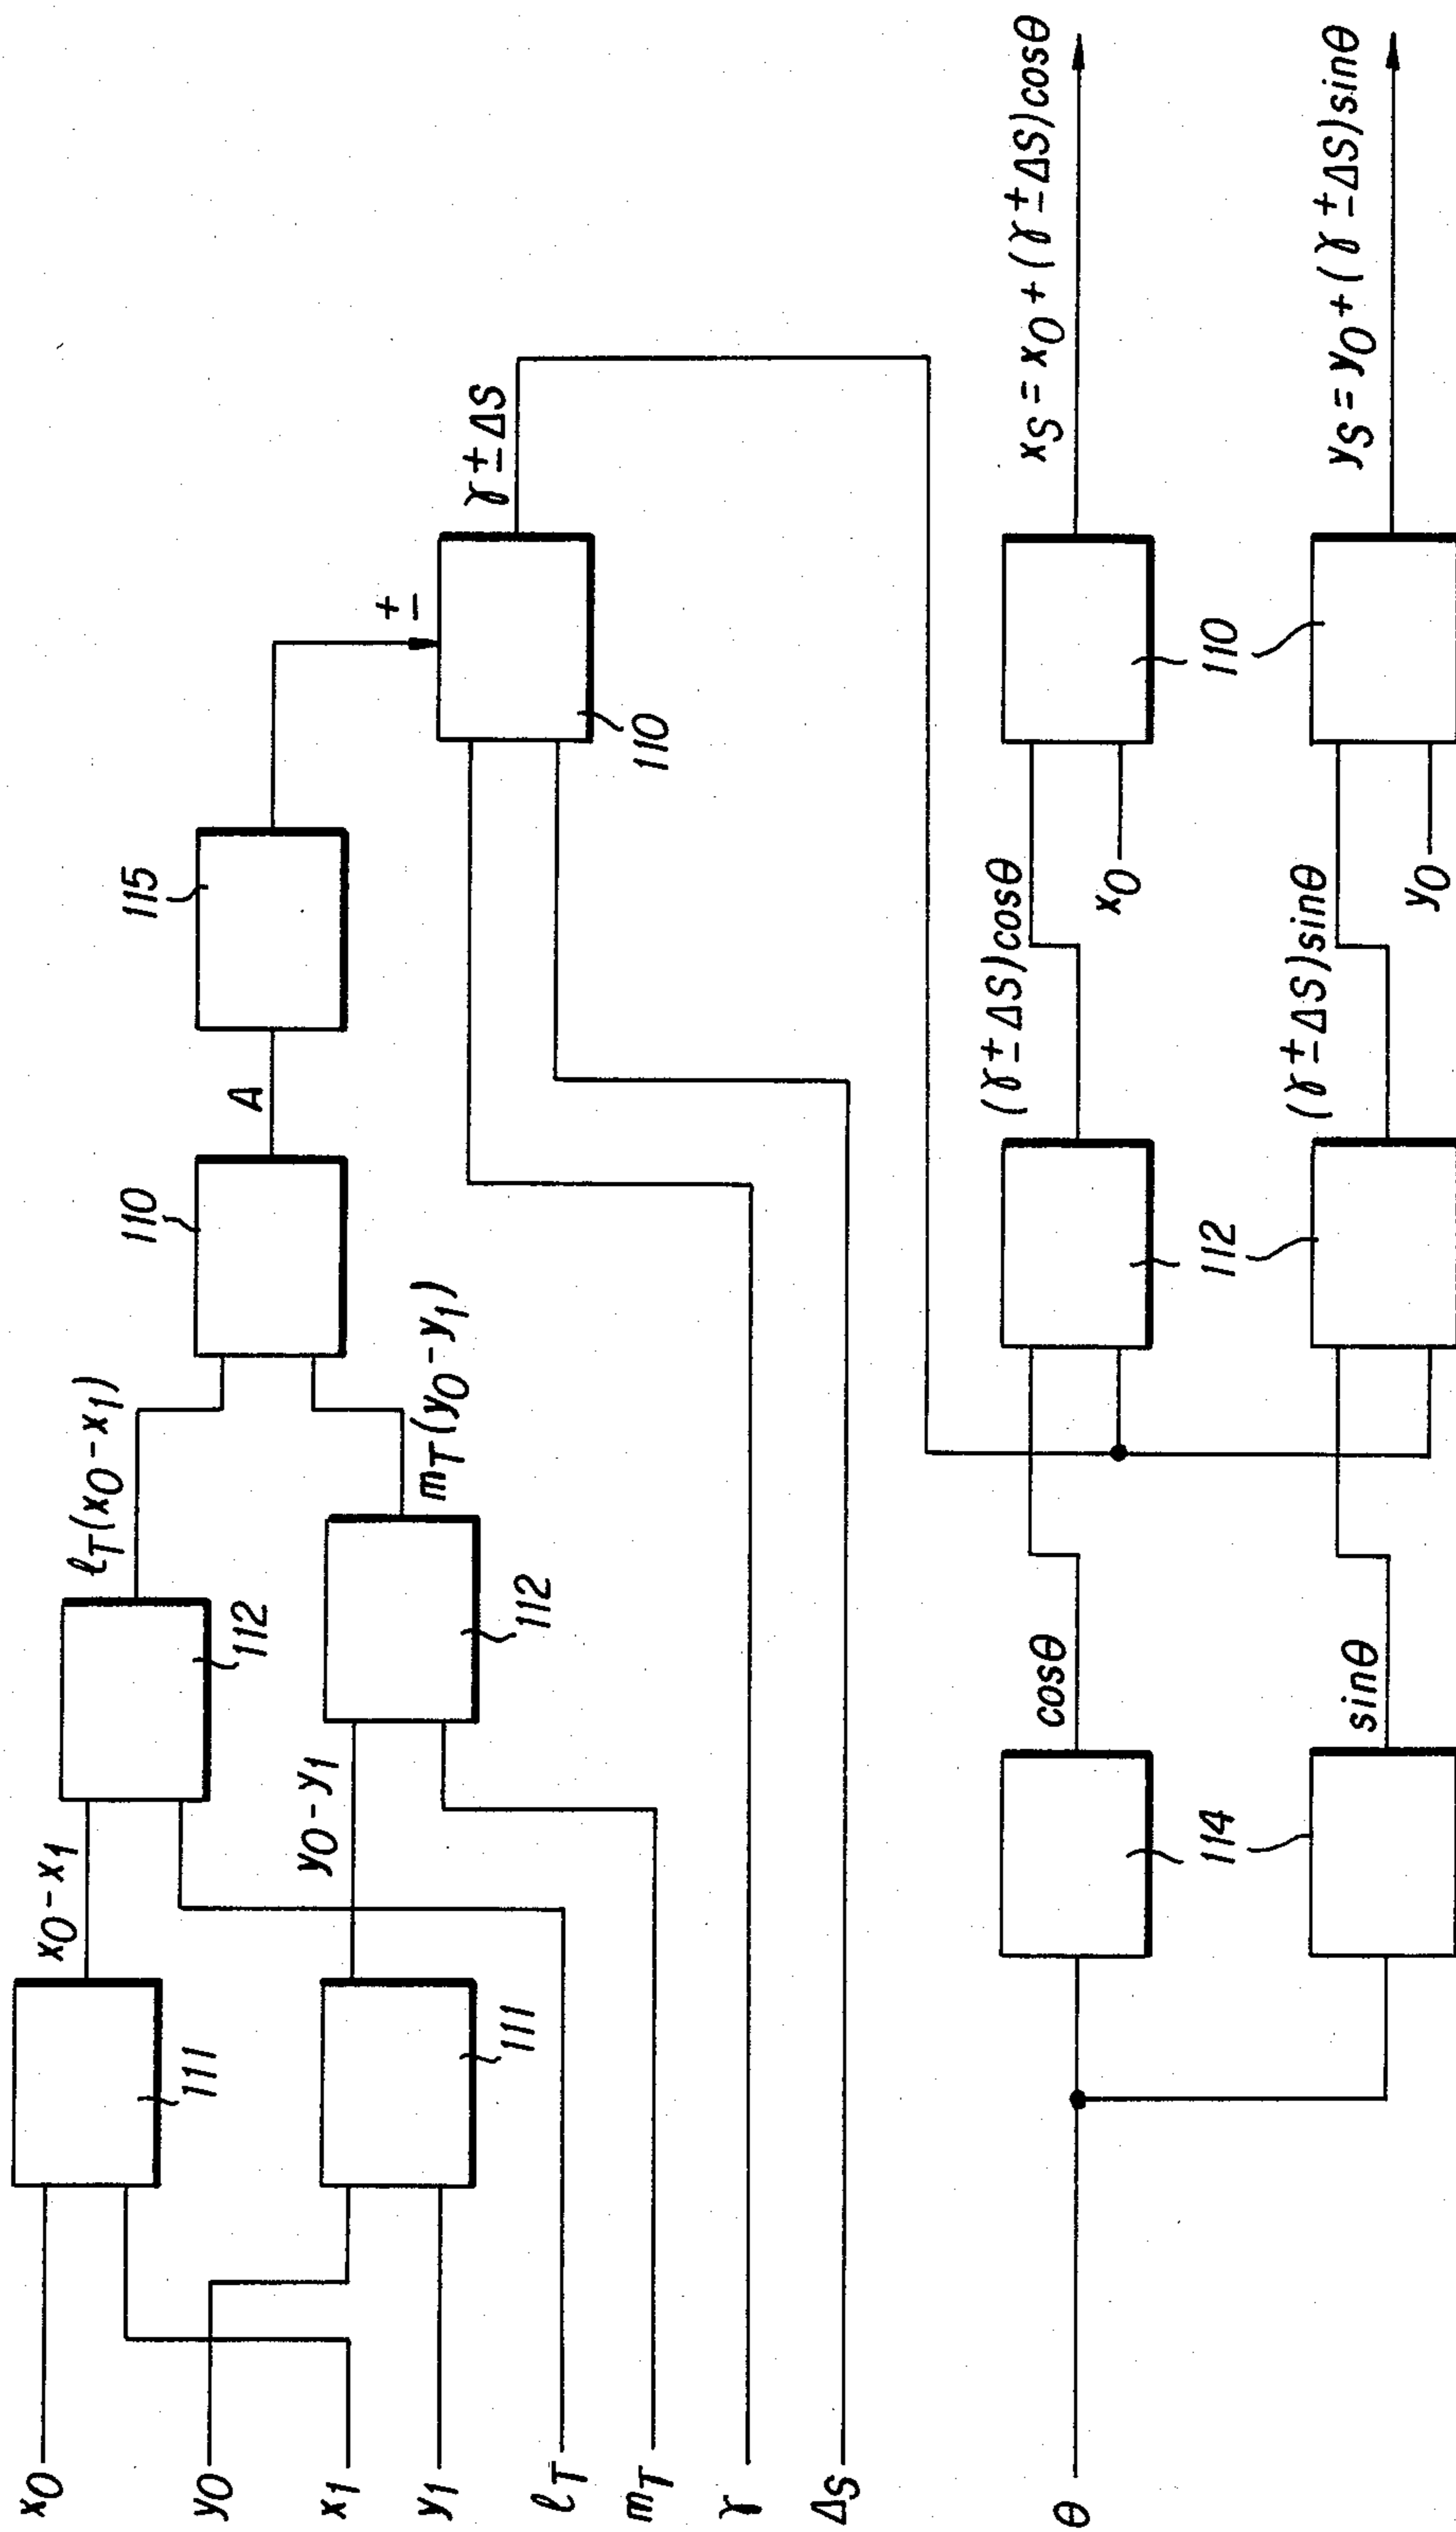 x0
y0
x1
y1
ℓT
mT
γ
ΔS
θ
111
111
x0 - x1
y0 - y1
112
112
ℓT(x0 - x1)
mT(y0 - y1)
110
A
115
±
110
γ ± ΔS
114
cosθ
sinθ
112
(γ ± ΔS)cosθ
(γ ± ΔS)sinθ
x0
y0
110
xS = x0 + (γ ± ΔS)cosθ
yS = y0 + (γ ± ΔS)sinθ